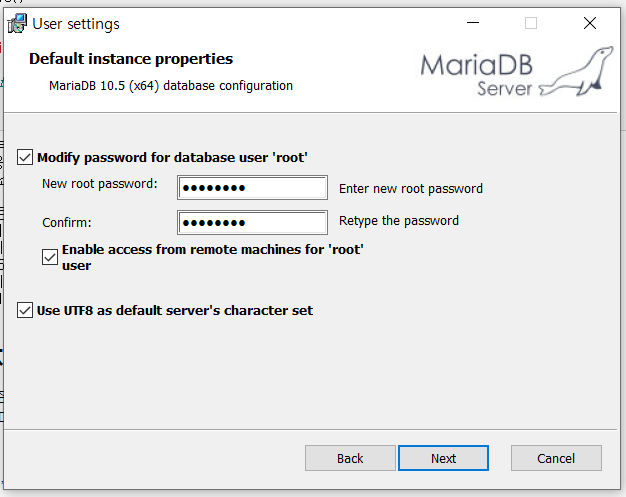 User settings
Default instance properties
MariaDB 10.5 (x64) database configuration
MariaDB
Server
Modify password for database user 'root'
New root password: ●●●●●●●● Enter new root password
Confirm: ●●●●●●●● Retype the password
Enable access from remote machines for 'root'
user
Use UTF8 as default server's character set
Back Next Cancel